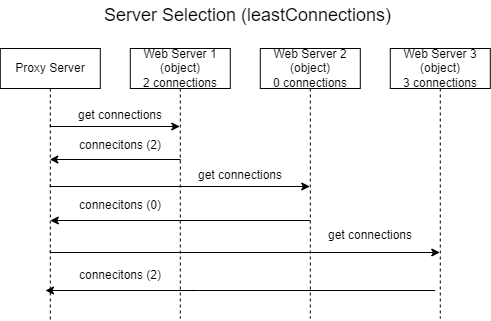 Server Selection (leastConnections)
Proxy Server
Web Server 1
(object)
2 connections
Web Server 2
(object)
0 connections
Web Server 3
(object)
3 connections
get connections
connecitons (2)
get connections
connecitons (0)
get connections
connecitons (2)